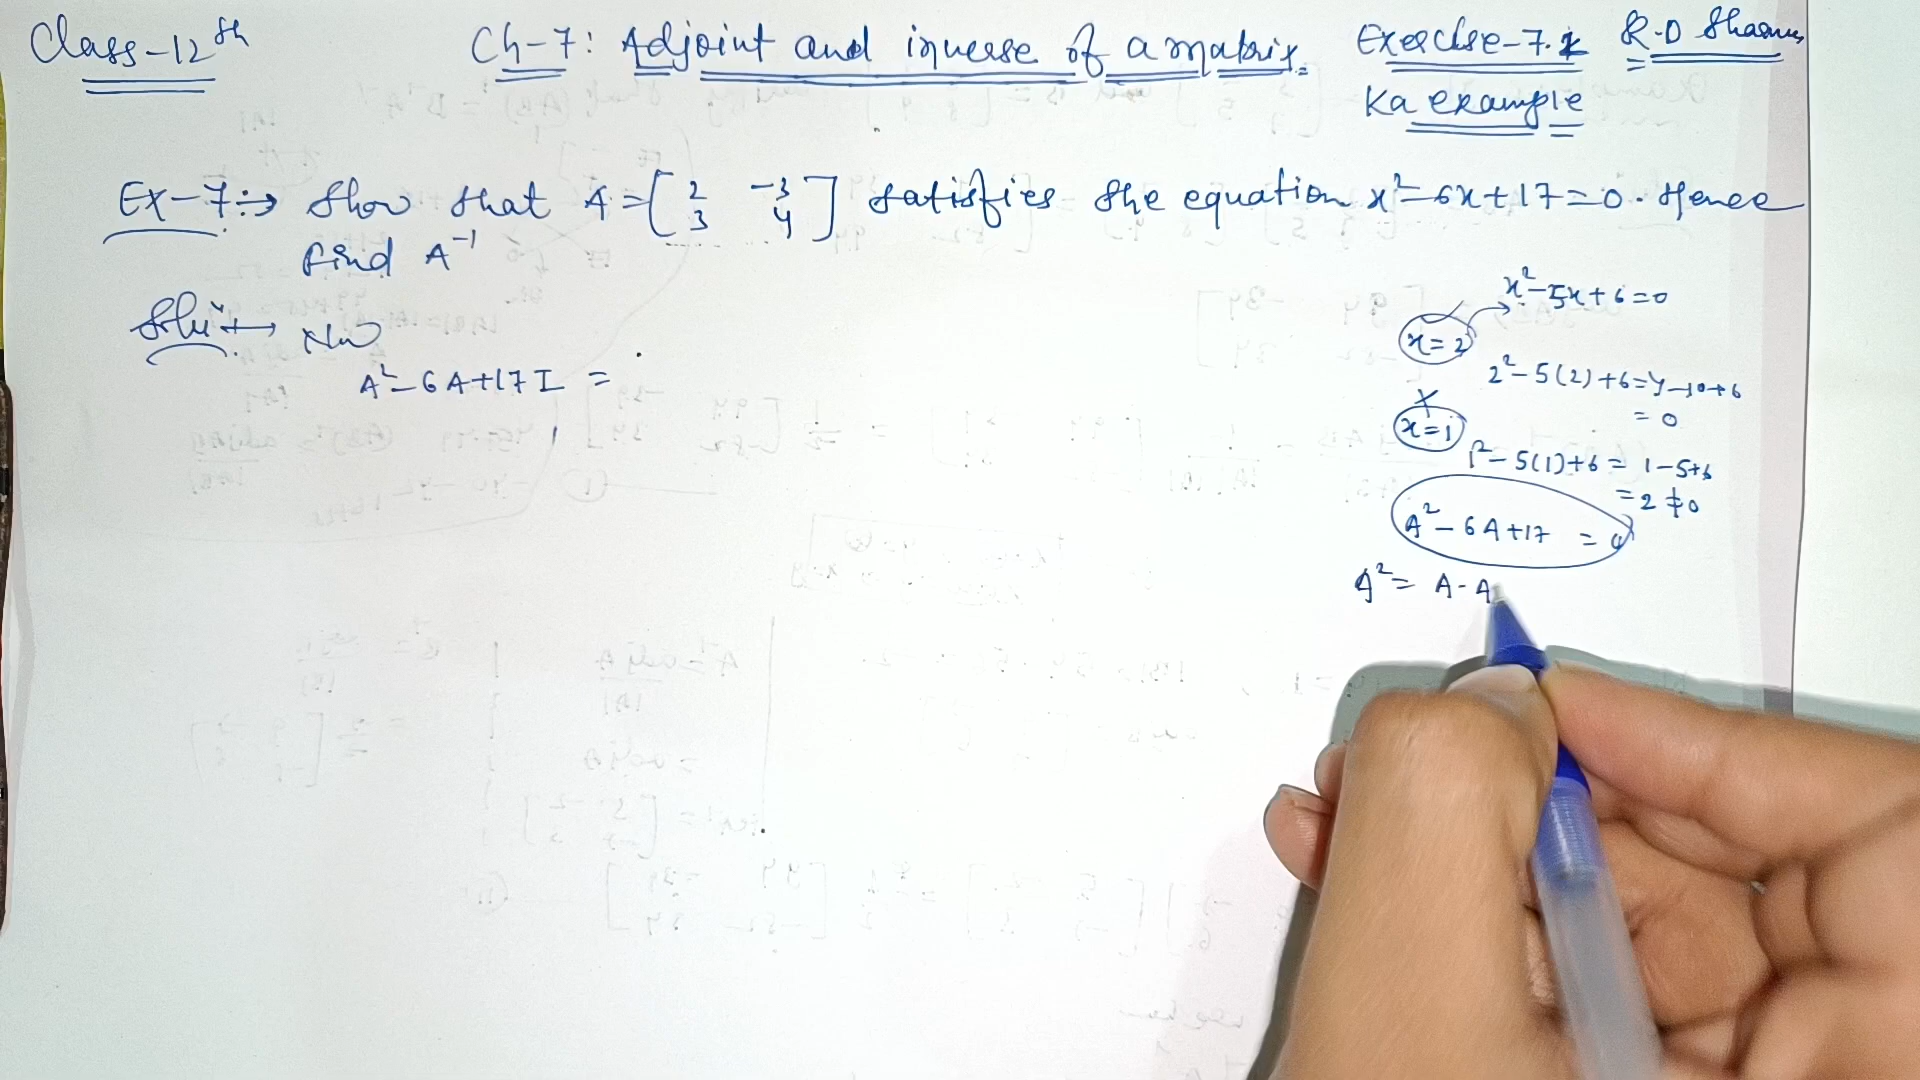 Class-12th Ch-7: Adjoint and inverse of a matrix. Exercise-7.1 R.D Sharma
Ka example
Ex-7:→ Show that A = [2 -3
3 4] satisfies the equation x²-6x+17=0. Hence
find A⁻¹
Soluⁿ→ Now
A²-6A+17I =
x²-5x+6=0
x=2
2²-5(2)+6=4-10+6
= 0
x
x=1
1²-5(1)+6 = 1-5+6
= 2 ≠0
A²-6A+17 = 0
A² = A-A